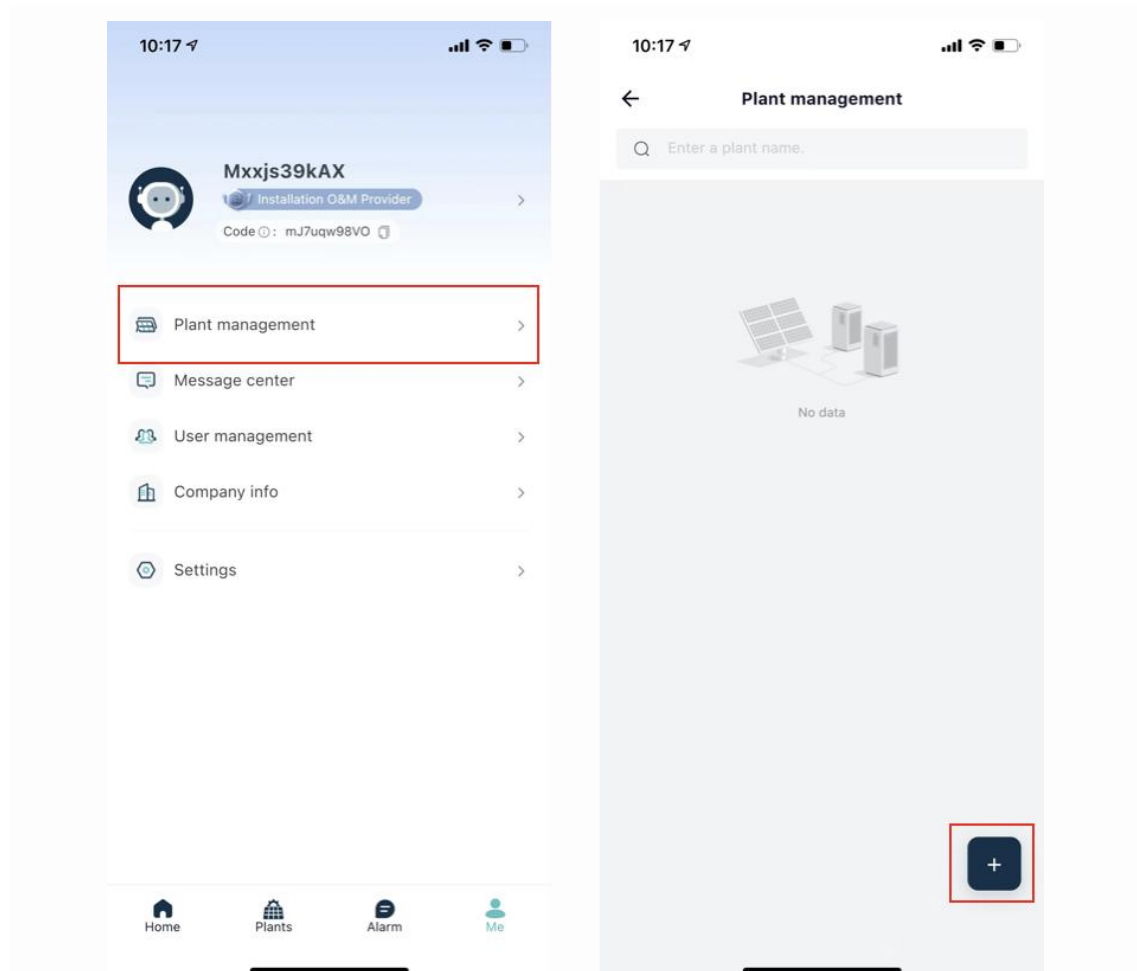 10:17
Mxxjs39kAX
Installation O&M Provider
Code ⓘ: mJ7uqw98VO
Plant management
Message center
User management
Company info
Settings
Home
Plants
Alarm
Me
10:17
Plant management
Enter a plant name.
No data
+